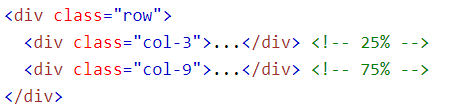 <div class="row">
  <div class="col-3">...</div> <!-- 25% -->
  <div class="col-9">...</div> <!-- 75% -->
</div>